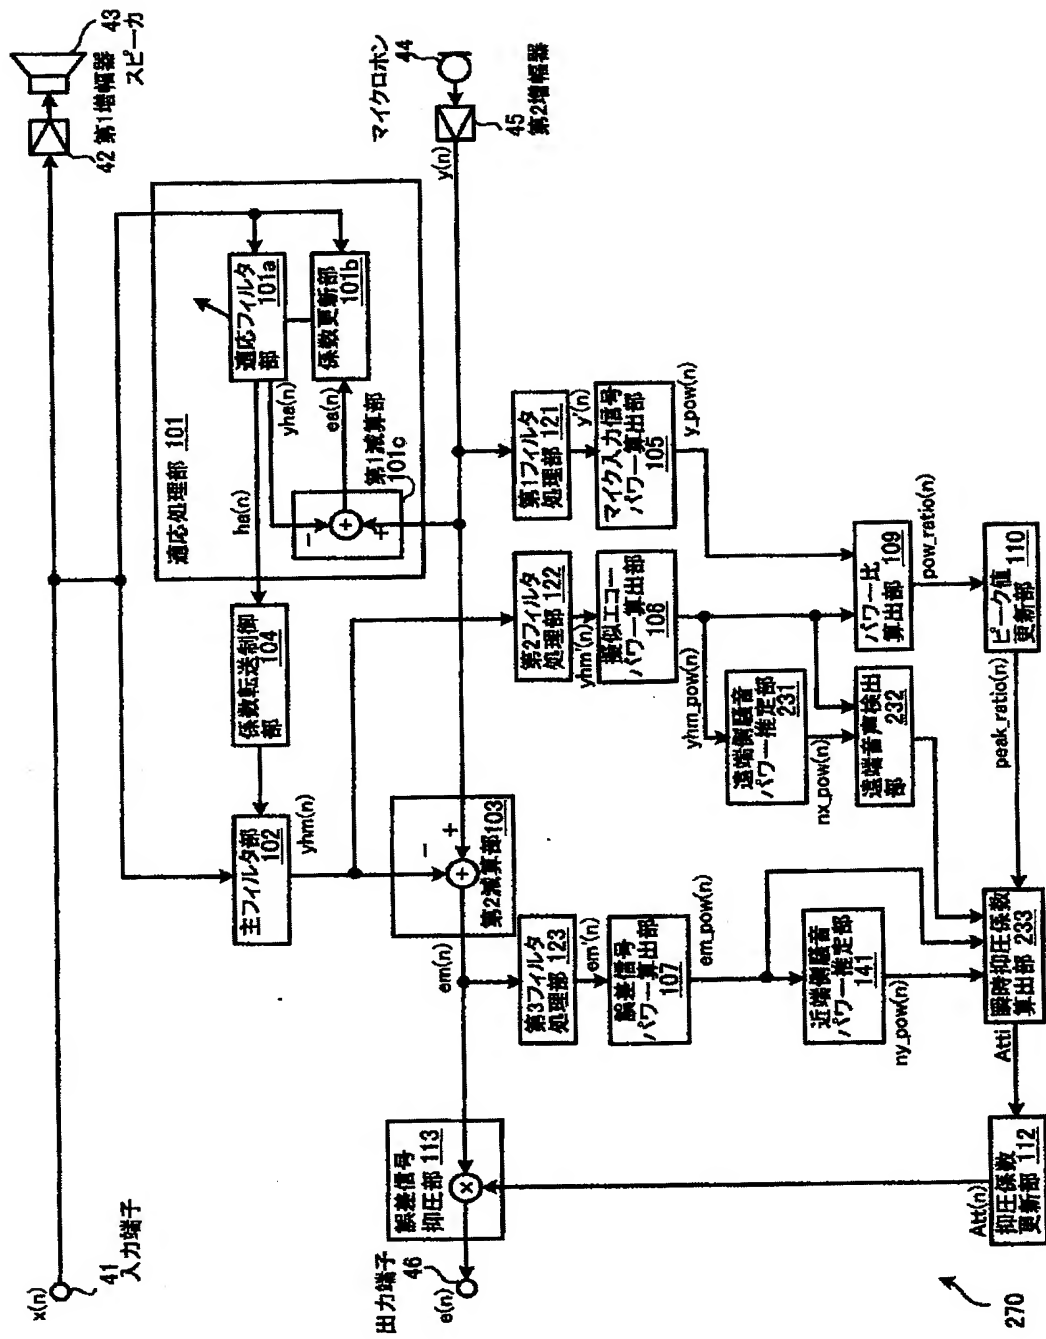 x(n)
41
入力端子
42 第1増幅器
43
スピーカ
マイクロホン
44
45
第2増幅器
y(n)
適応処理部 101
適応フィルタ
部 101a
係数更新部
101b
yha(n)
ea(n)
第1減算部
101c
−
+
+
ha(n)
係数転送制御
部 104
主フィルタ部
102
yhm(n)
第2減算部103
−
+
+
em(n)
第1フィルタ
処理部 121
y'(n)
マイク入力信号
パワー算出部
105
y_pow(n)
第2フィルタ
処理部 122
yhm'(n)
擬似エコー
パワー算出部
106
yhm_pow(n)
第3フィルタ
処理部 123
em'(n)
誤差信号
パワー算出部
107
em_pow(n)
遠端側騒音
パワー推定部
231
nx_pow(n)
近端側騒音
パワー推定部
141
ny_pow(n)
パワー比
算出部 109
pow_ratio(n)
遠端音声検出
部 232
ピーク値
更新部 110
peak_ratio(n)
瞬時抑圧係数
算出部 233
Atti
抑圧係数
更新部 112
Att(n)
誤差信号
抑圧部 113
×
出力端子
46
e(n)
270